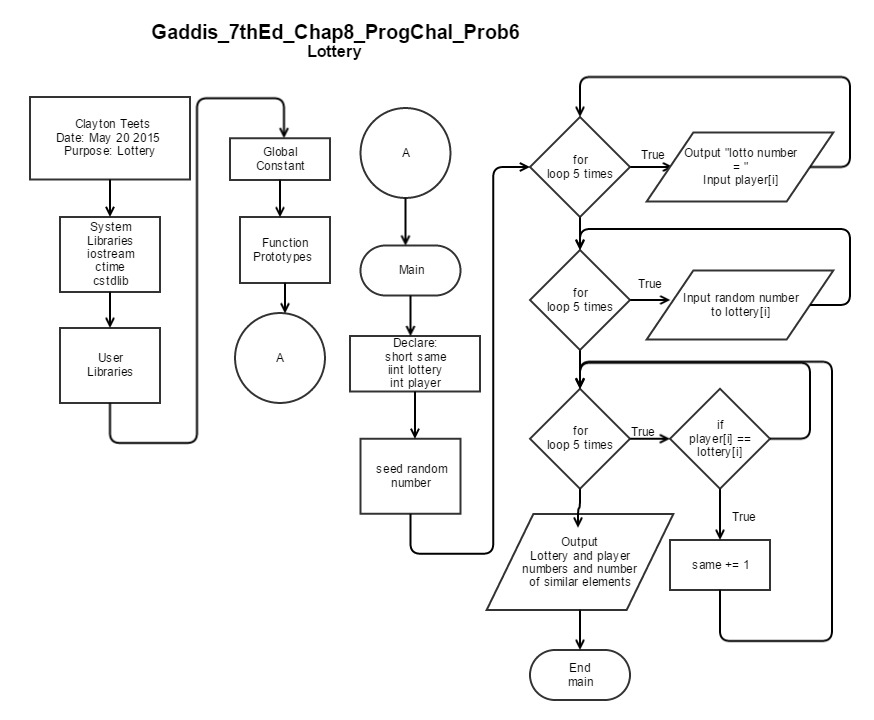 Gaddis_7thEd_Chap8_ProgChal_Prob6
Lottery
Clayton Teets
Date: May 20 2015
Purpose: Lottery
System
Libraries
iostream
ctime
cstdlib
User
Libraries
Global
Constant
Function
Prototypes
A
A
Main
Declare:
short same
iint lottery
int player
seed random
number
for
loop 5 times
True
Output "lotto number
= "
Input player[i]
for
loop 5 times
True
Input random number
to lottery[i]
for
loop 5 times
True
if
player[i] ==
lottery[i]
True
same += 1
Output
Lottery and player
numbers and number
of similar elements
End
main